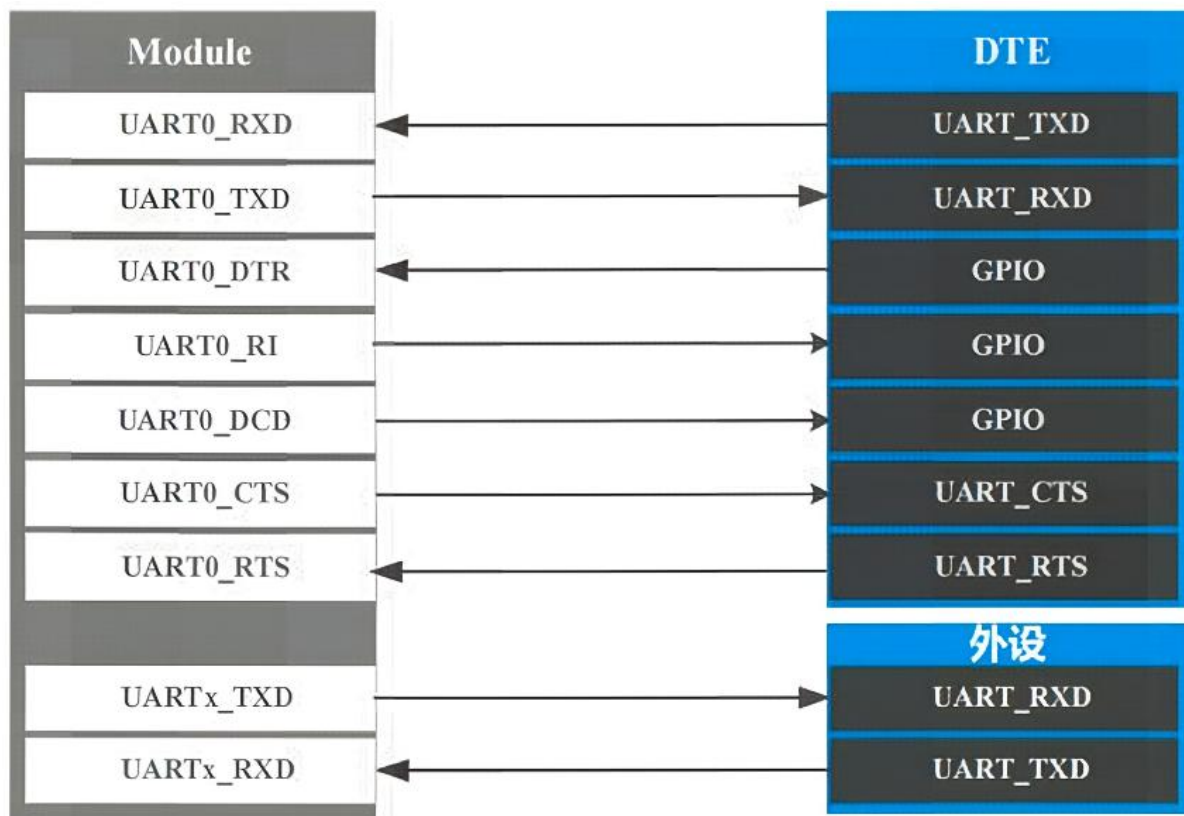 Module DTE
UART0_RXD UART_TXD
UART0_TXD UART_RXD
UART0_DTR GPIO
UART0_RI GPIO
UART0_DCD GPIO
UART0_CTS UART_CTS
UART0_RTS UART_RTS
外设
UARTx_TXD UART_RXD
UARTx_RXD UART_TXD